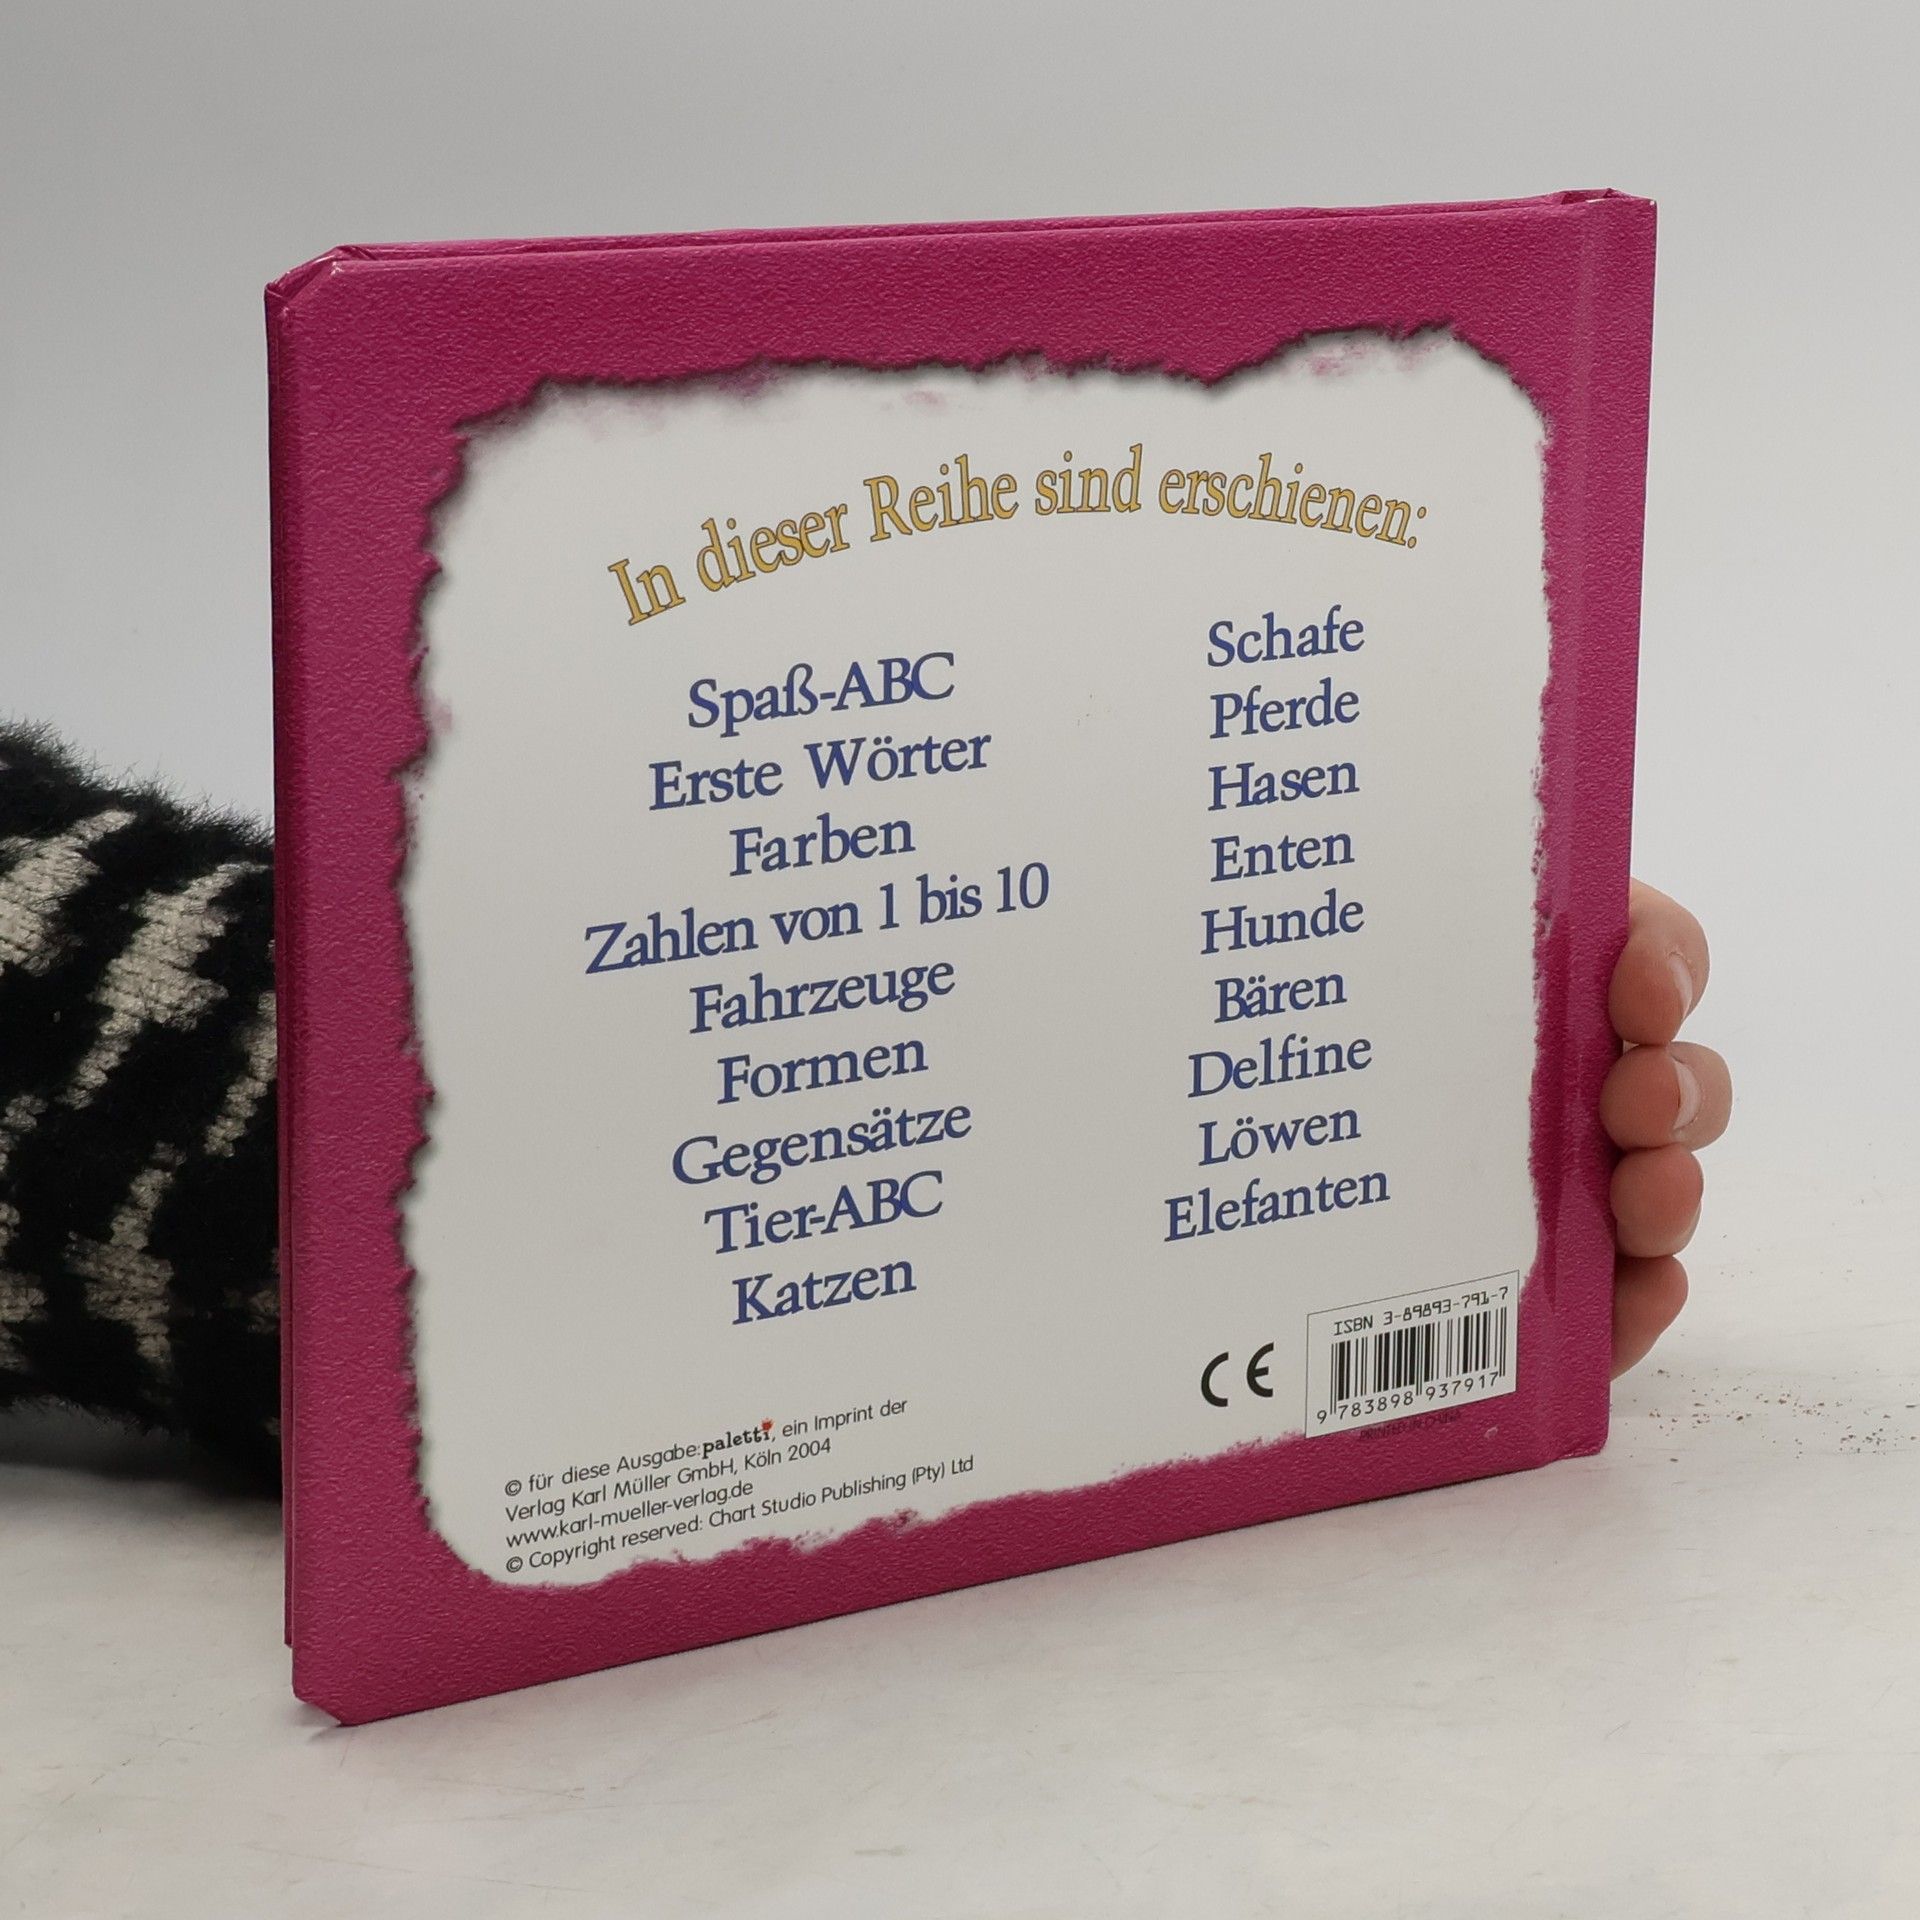 In dieser Reihe sind erschienen:
Spaß-ABC
Erste Wörter
Farben
Zahlen von 1 bis 10
Fahrzeuge
Formen
Gegensätze
Tier-ABC
Katzen
Schafe
Pferde
Hasen
Enten
Hunde
Bären
Delfine
Löwen
Elefanten
© für diese Ausgabe: paletti, ein Imprint der
Verlag Karl Müller GmbH, Köln 2004
www.karl-mueller-verlag.de
© Copyright reserved: Chart Studio Publishing (Pty) Ltd
CE
ISBN 3-89893-791-7
9 783898 937917
PRINTED IN CHINA